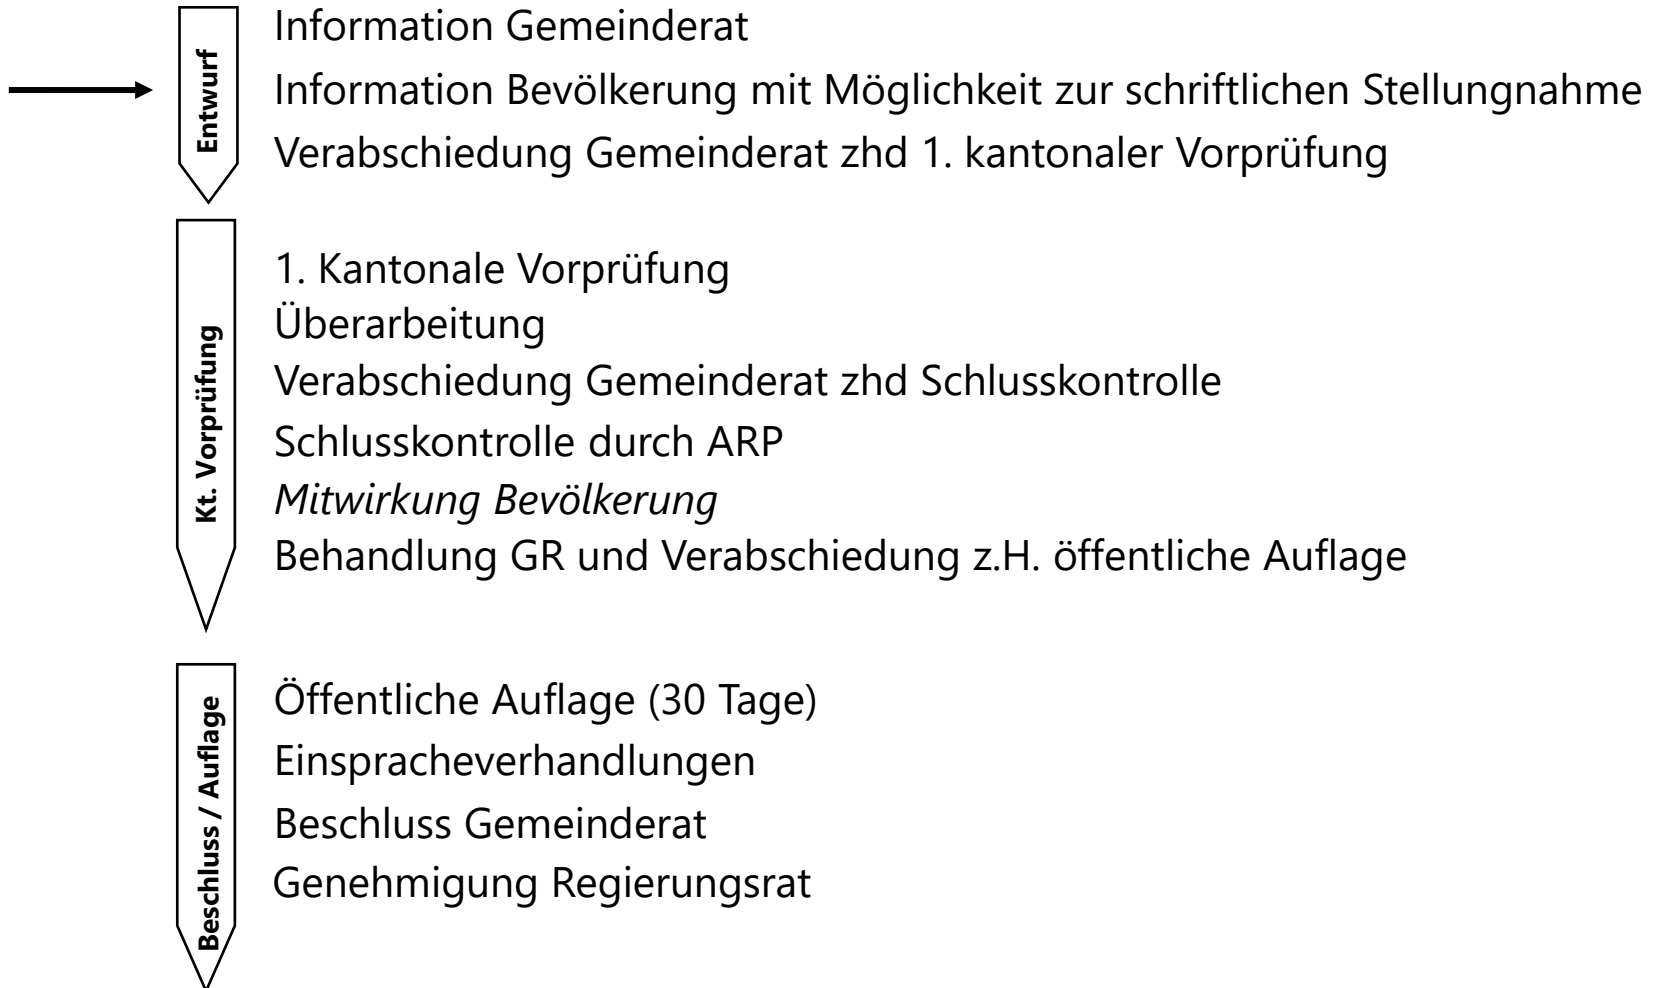 Entwurf
Information Gemeinderat
Information Bevölkerung mit Möglichkeit zur schriftlichen Stellungnahme
Verabschiedung Gemeinderat zhd 1. kantonaler Vorprüfung
Kt. Vorprüfung
1. Kantonale Vorprüfung
Überarbeitung
Verabschiedung Gemeinderat zhd Schlusskontrolle
Schlusskontrolle durch ARP
Mitwirkung Bevölkerung
Behandlung GR und Verabschiedung z.H. öffentliche Auflage
Beschluss / Auflage
Öffentliche Auflage (30 Tage)
Einspracheverhandlungen
Beschluss Gemeinderat
Genehmigung Regierungsrat